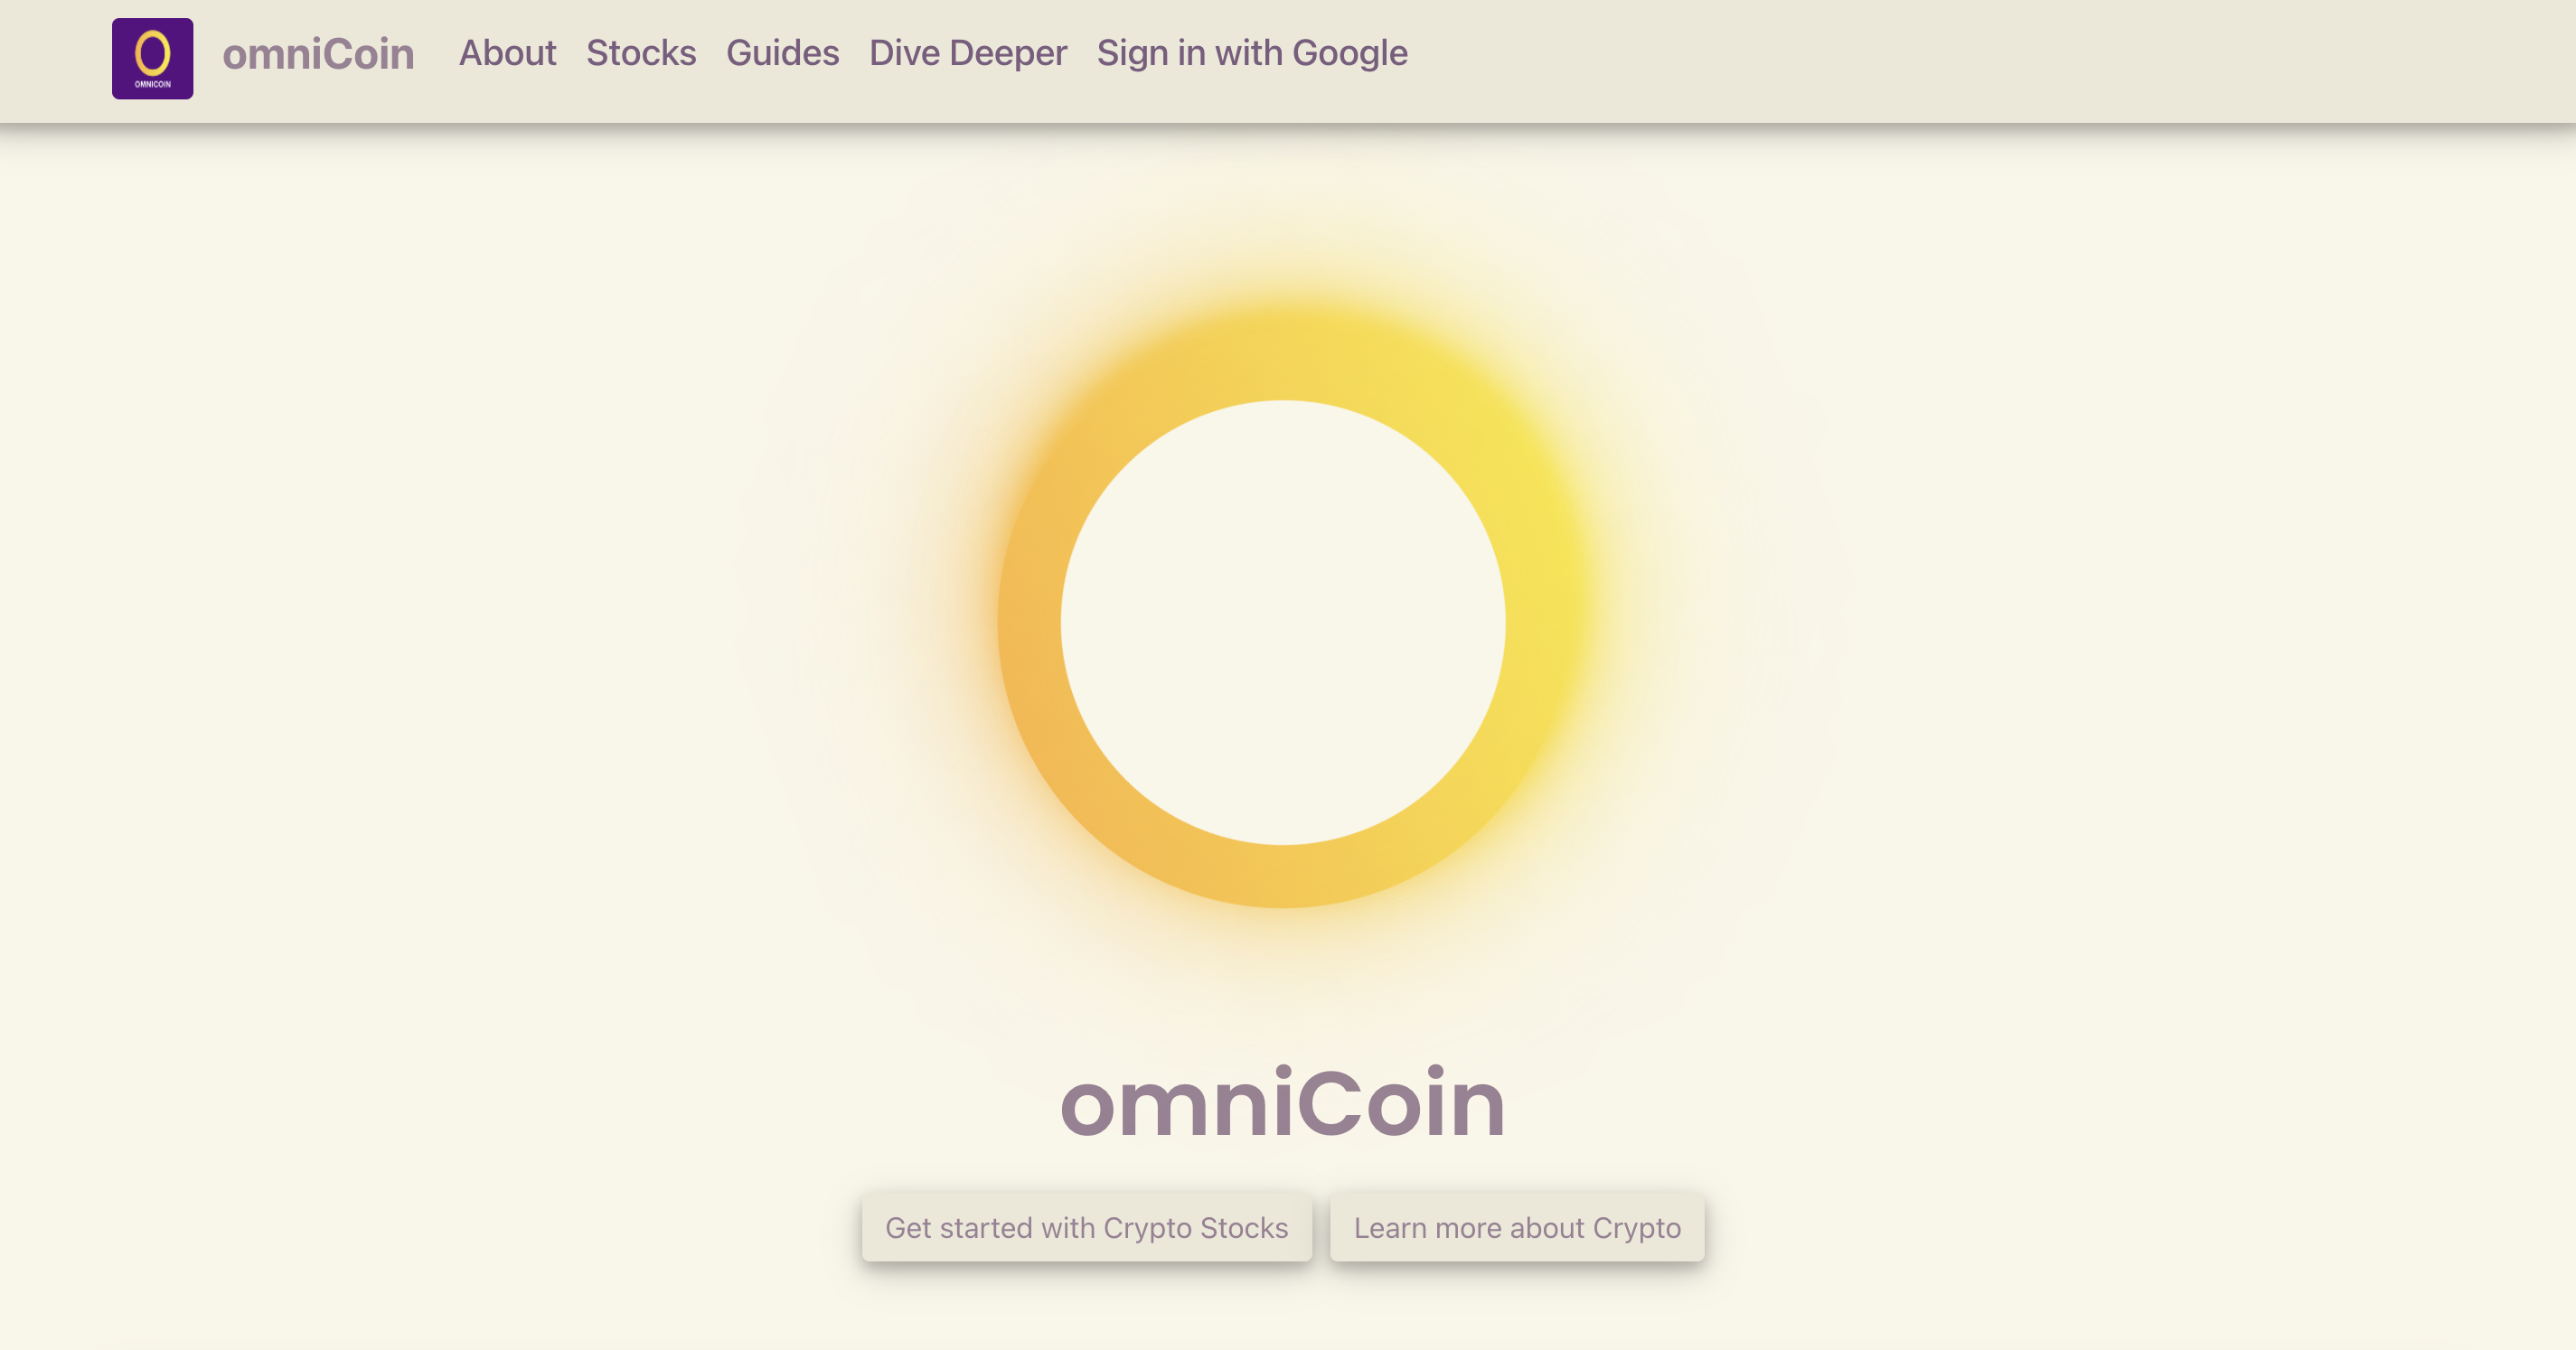 OMNICOIN
omniCoin About Stocks Guides Dive Deeper Sign in with Google
omniCoin
Get started with Crypto Stocks Learn more about Crypto